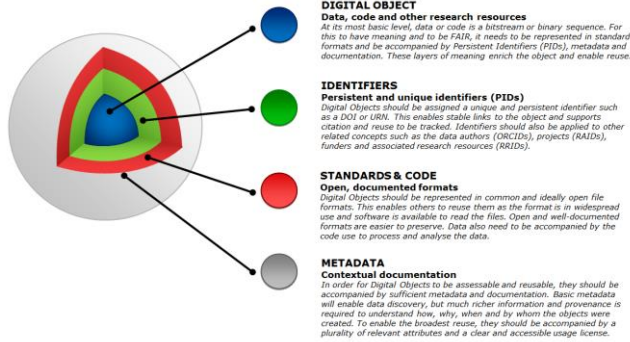 DIGITAL OBJECT
Data, code and other research resources
At its most basic level, data or code is a bitstream or binary sequence. For
this to have meaning and to be FAIR, it needs to be represented in standard
formats and be accompanied by Persistent Identifiers (PIDs), metadata and
documentation. These layers of meaning enrich the object and enable reuse.
IDENTIFIERS
Persistent and unique identifiers (PIDs)
Digital Objects should be assigned a unique and persistent identifier such
as a DOI or URN. This enables stable links to the object and supports
citation and reuse to be tracked. Identifiers should also be applied to other
related concepts such as the data authors (ORCIDs), projects (RAIDs),
funders and associated research resources (RRIDs).
STANDARDS & CODE
Open, documented formats
Digital Objects should be represented in common and ideally open file
formats. This enables others to reuse them as the format is in widespread
use and software is available to read the files. Open and well-documented
formats are easier to preserve. Data also need to be accompanied by the
code use to process and analyse the data.
METADATA
Contextual documentation
In order for Digital Objects to be assessable and reusable, they should be
accompanied by sufficient metadata and documentation. Basic metadata
will enable data discovery, but much richer information and provenance is
required to understand how, why, when and by whom the objects were
created. To enable the broadest reuse, they should be accompanied by a
plurality of relevant attributes and a clear and accessible usage license.